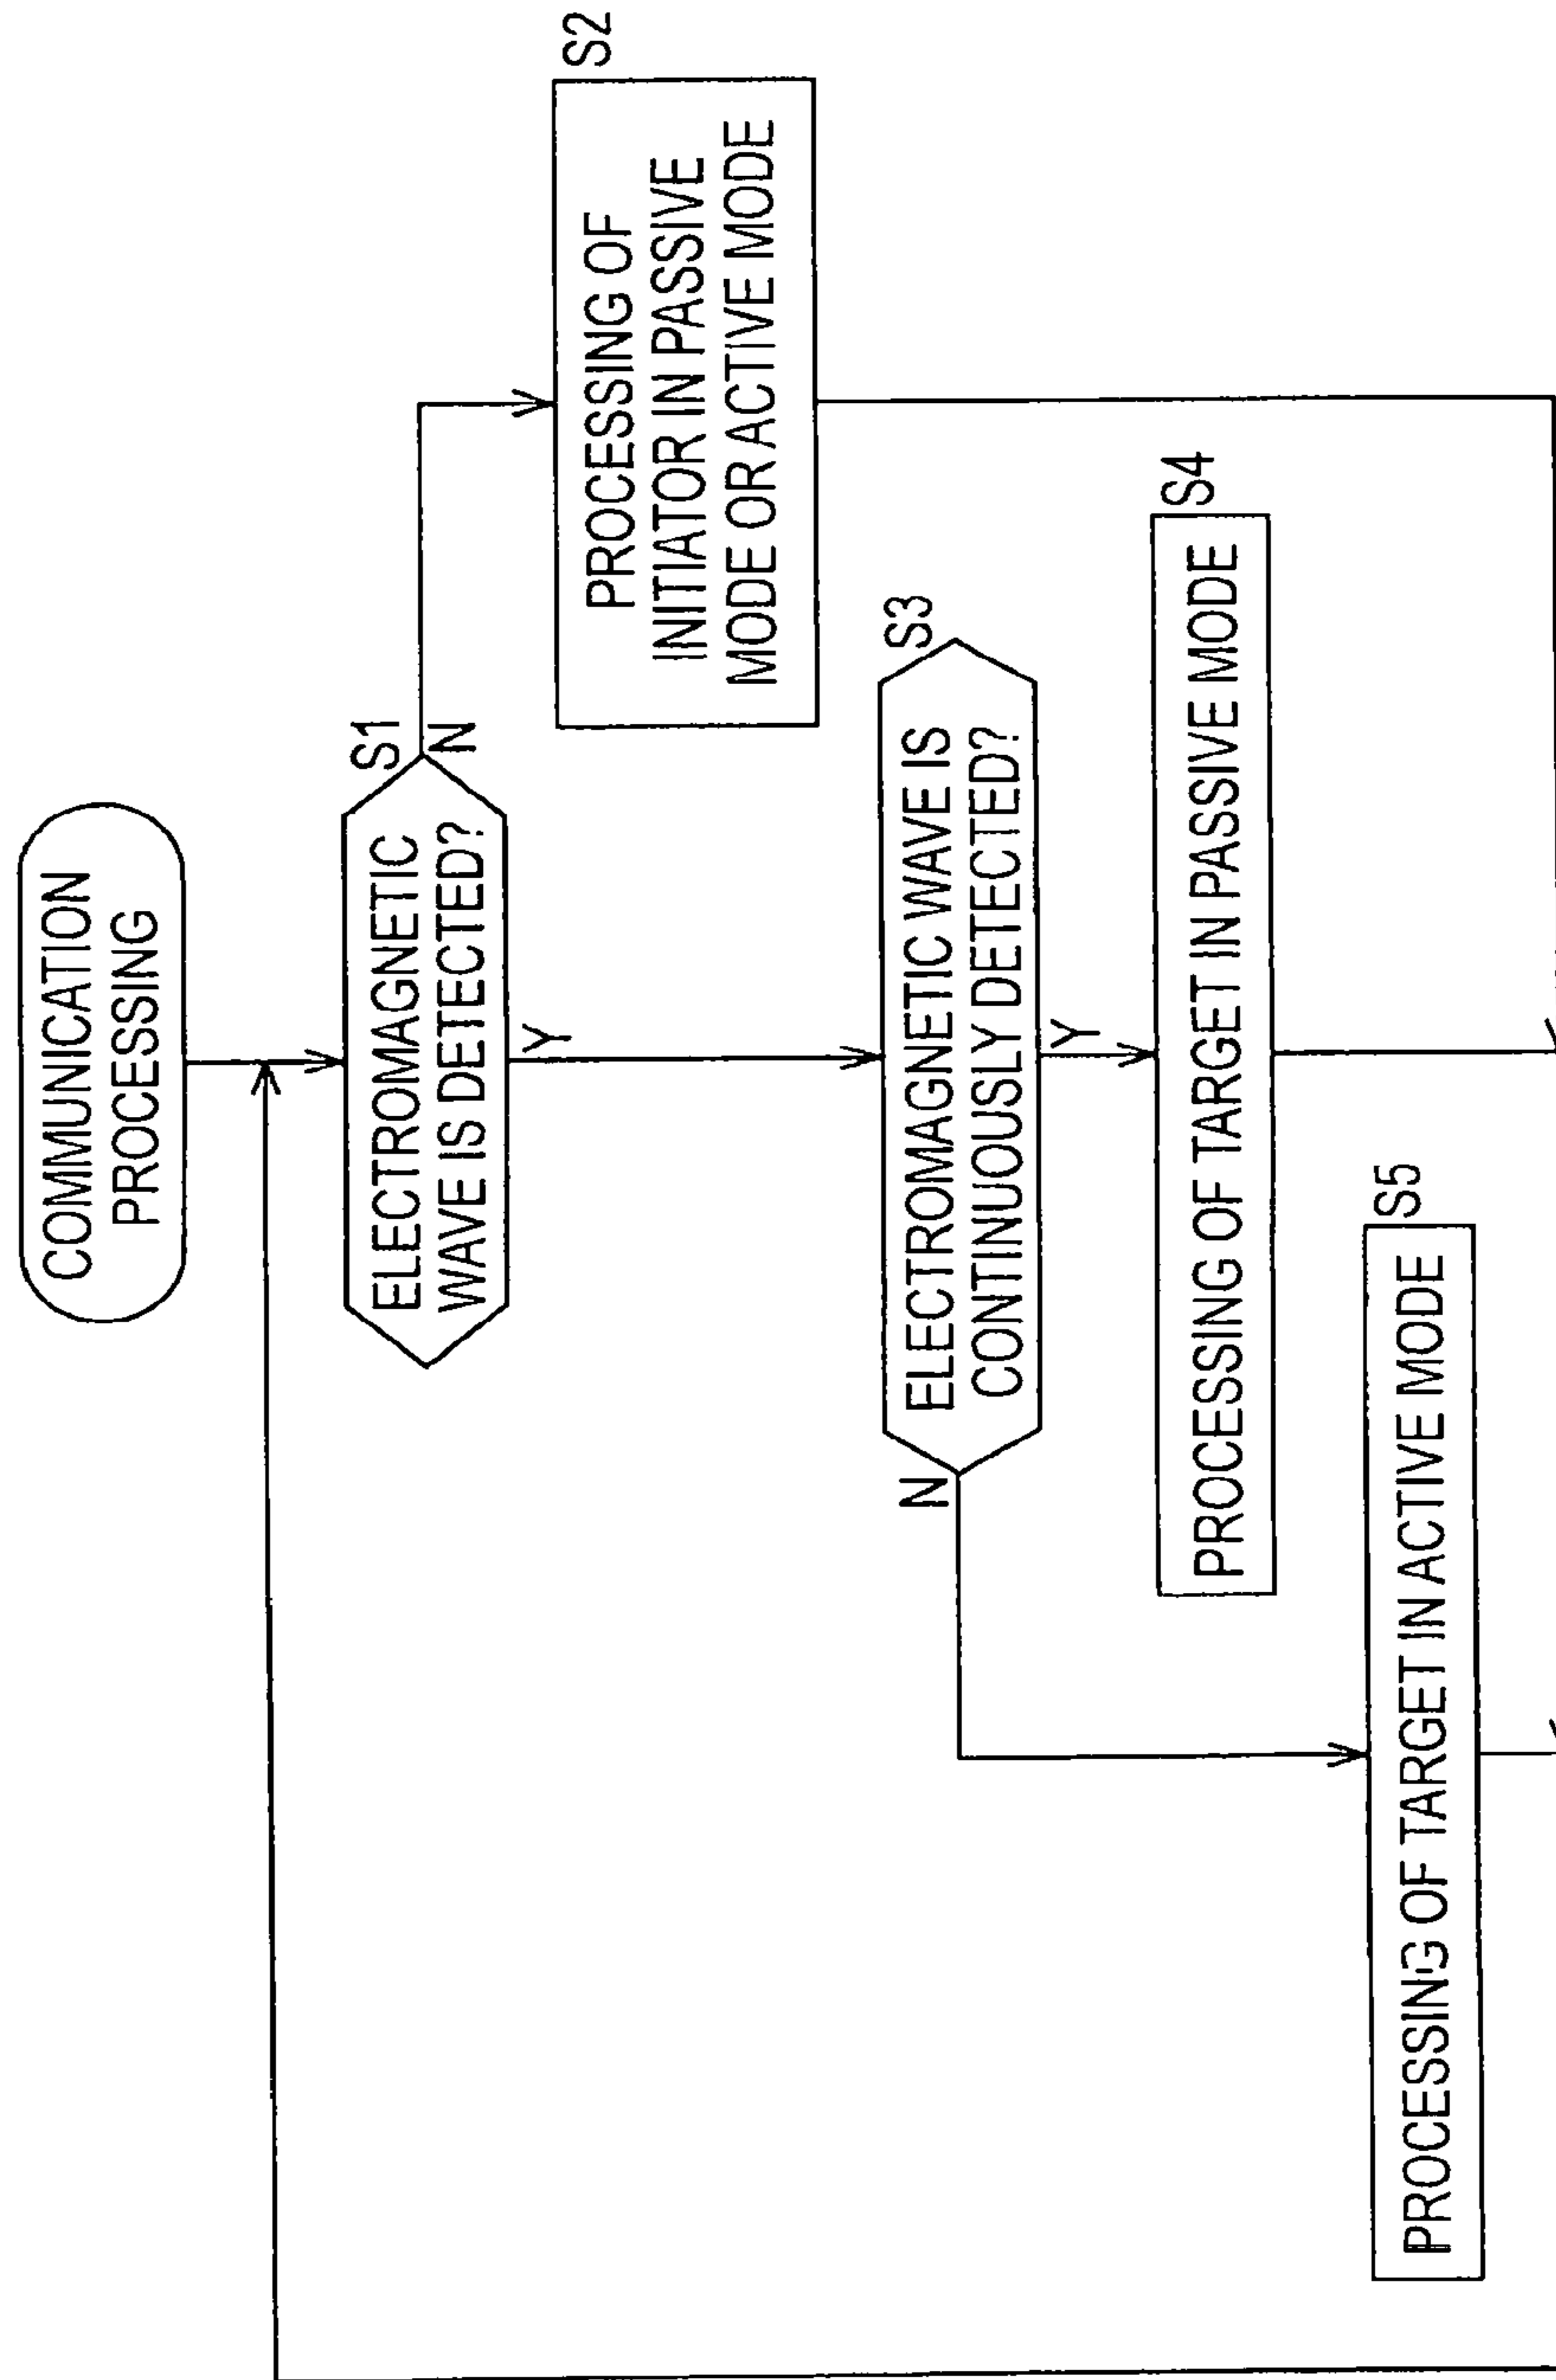 COMMUNICATION
PROCESSING
S1
ELECTROMAGNETIC
WAVE IS DETECTED?
N
Y
S2
PROCESSING OF
INITIATOR IN PASSIVE
MODE OR ACTIVE MODE
S3
ELECTROMAGNETIC WAVE IS
CONTINUOUSLY DETECTED?
N
Y
S4
PROCESSING OF TARGET IN PASSIVE MODE
S5
PROCESSING OF TARGET IN ACTIVE MODE